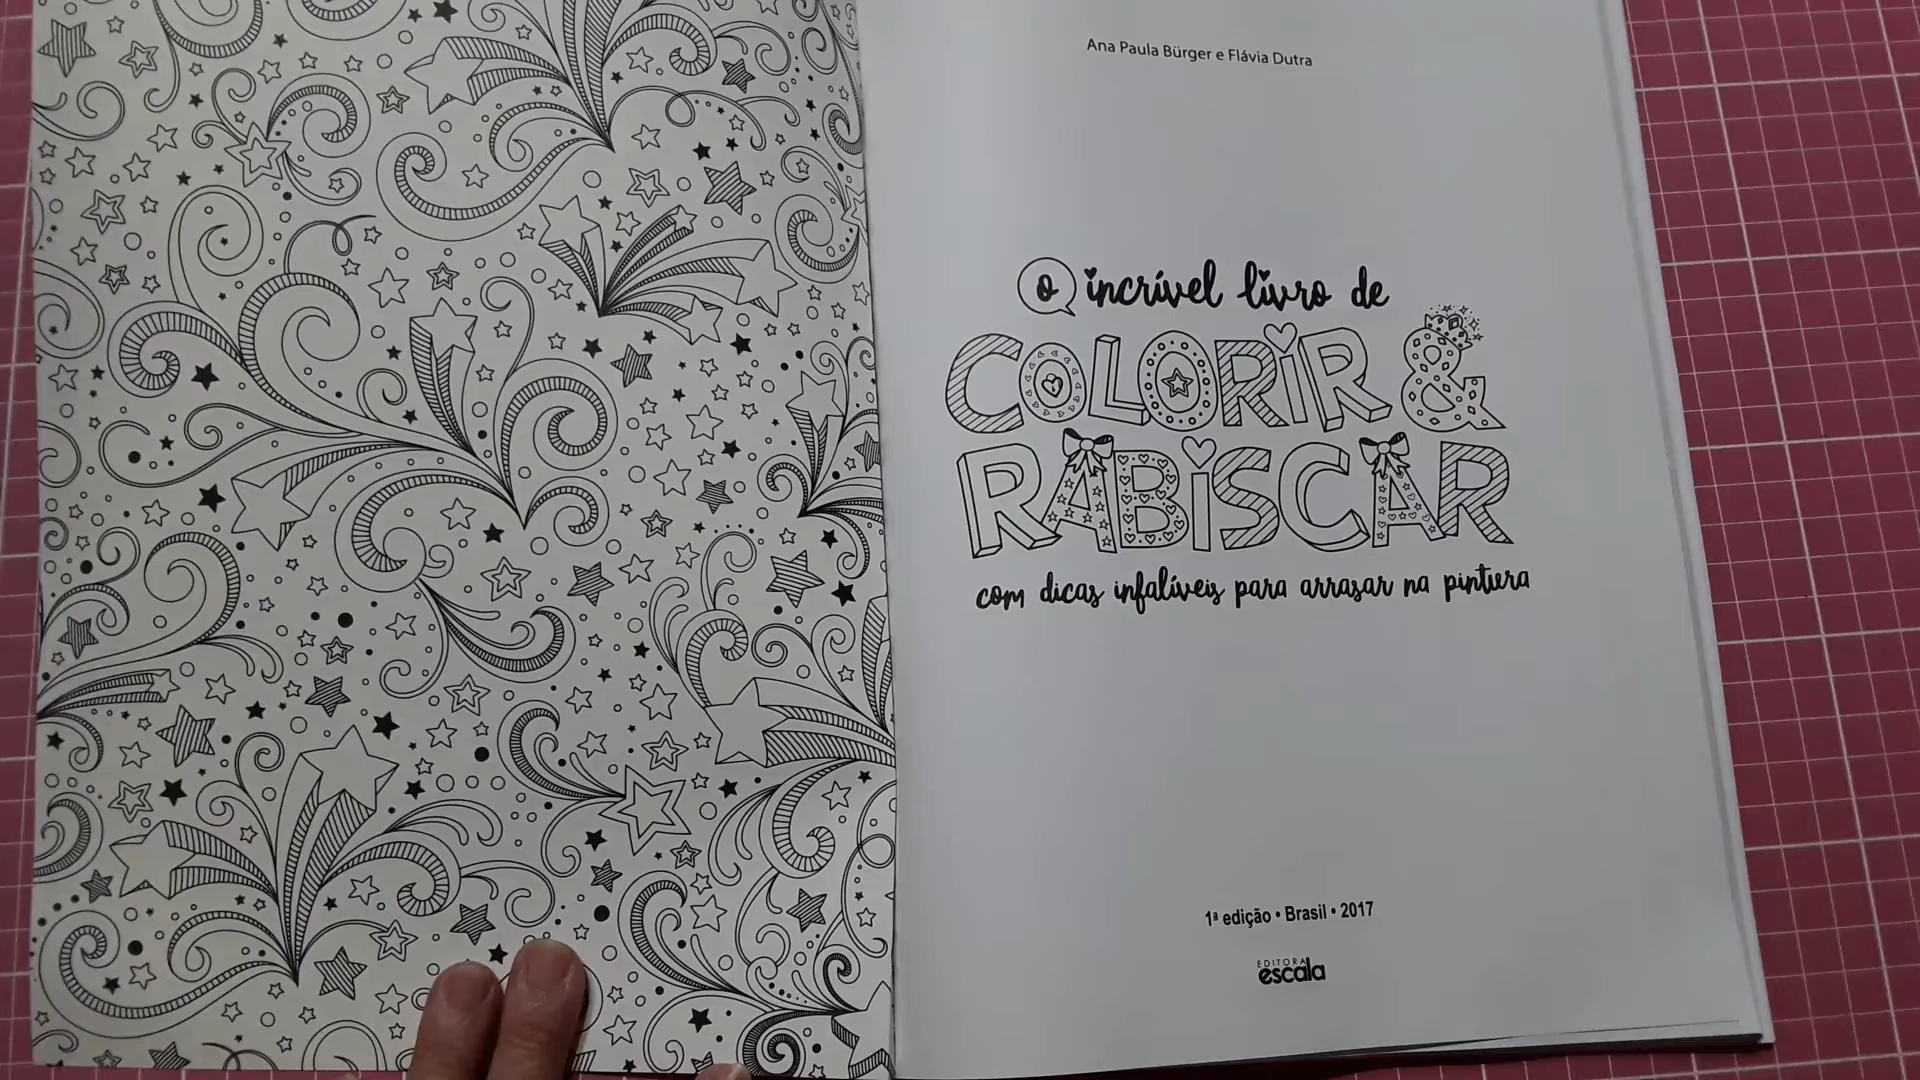 Ana Paula Bürger e Flávia Dutra
o incrível livro de
COLORiR &
RABiSCAR
com dicas infalíveis para arrasar na pintura
1ª edição • Brasil • 2017
EDITORA
escala